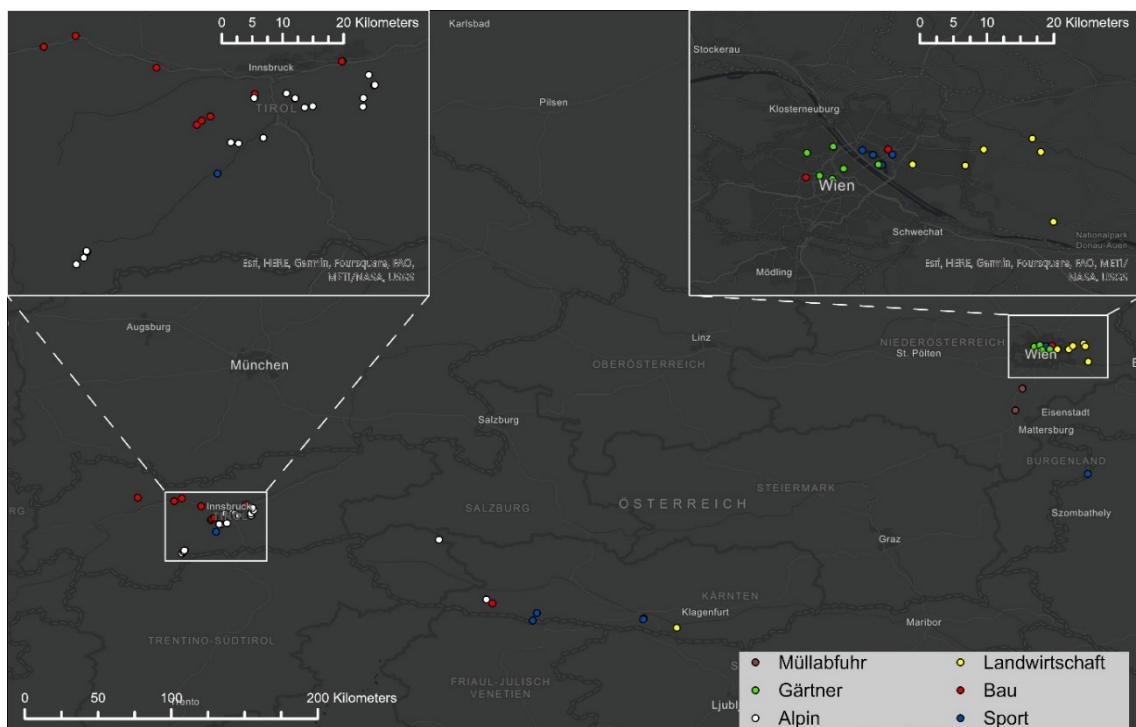 0 5 10 20 Kilometers
Innsbruck
TIROL
Esri, HERE, Garmin, Foursquare, FAO,
METI/NASA, USGS
Karlsbad
Pilsen
0 5 10 20 Kilometers
Stockerau
Klosterneuburg
Wien
Schwechat
Mödling
Nationalpark
Donau-Auen
Esri, HERE, Garmin, Foursquare, FAO, METI/
NASA, USGS
Augsburg
München
Linz
OBERÖSTERREICH
NIEDERÖSTERREICH
St. Pölten
Wien
Eisenstadt
Mattersburg
BURGENLAND
Salzburg
Innsbruck
TIROL
SALZBURG
ÖSTERREICH
STEIERMARK
Szombathely
Graz
KÄRNTEN
Klagenfurt
Maribor
TRENTINO-SÜDTIROL
FRIAUL-JULISCH
VENETIEN
Trento
0 50 100 200 Kilometers
Müllabfuhr
Gärtner
Alpin
Landwirtschaft
Bau
Sport